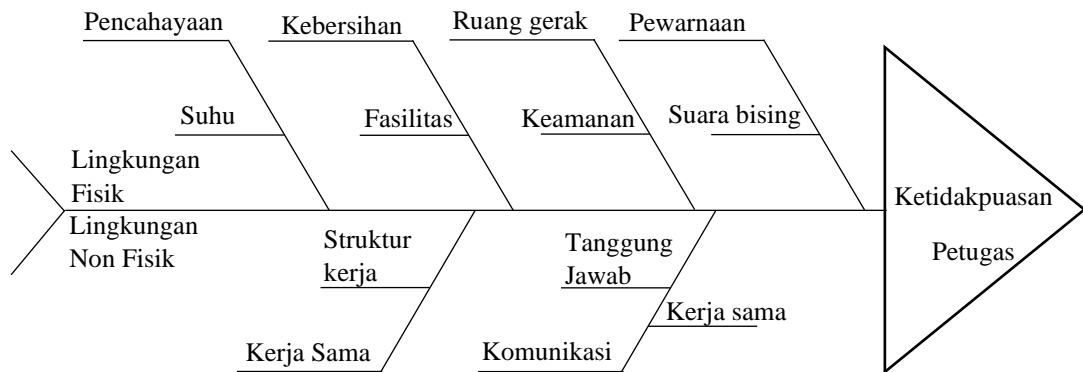 Pencahayaan
Kebersihan
Ruang gerak
Pewarnaan
Suhu
Fasilitas
Keamanan
Suara bising
Lingkungan
Fisik
Lingkungan
Non Fisik
Ketidakpuasan
Petugas
Struktur
kerja
Tanggung
Jawab
Kerja sama
Kerja Sama
Komunikasi